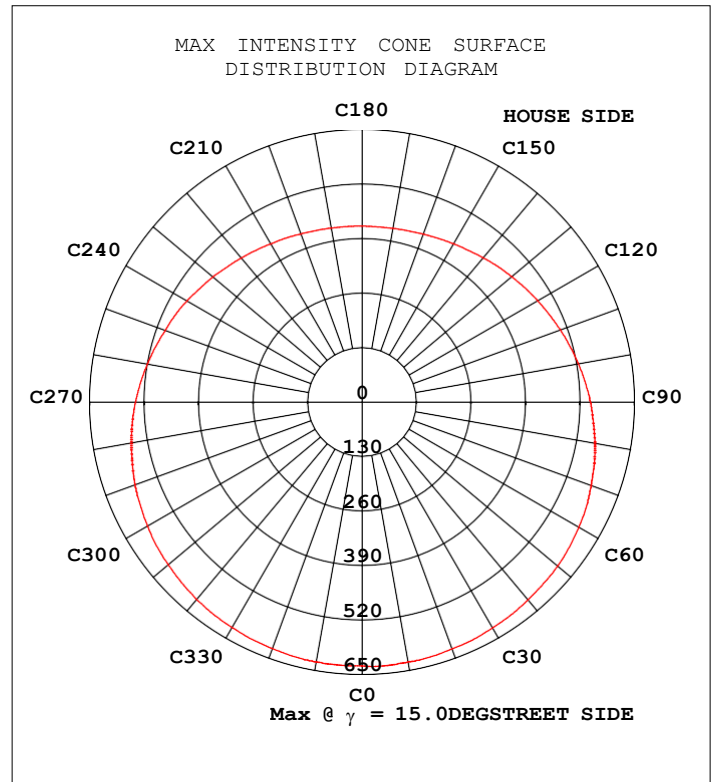 MAX INTENSITY CONE SURFACE
DISTRIBUTION DIAGRAM
C180
HOUSE SIDE
C210
C150
C240
C120
C270
0
C90
130
260
C300
390
C60
520
C330
C30
650
C0
Max @ γ = 15.0DEGSTREET SIDE